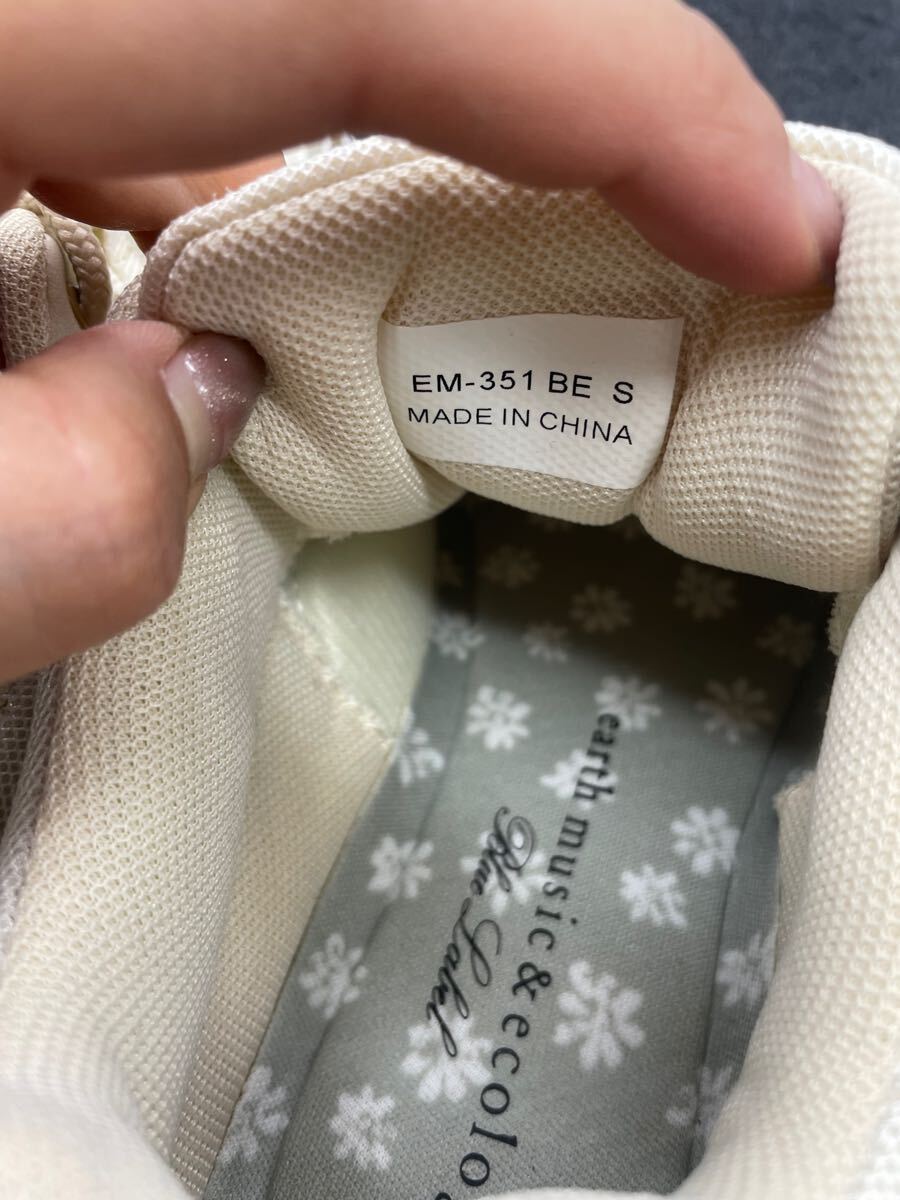 EM-351 BE S
MADE IN CHINA
earth music&ecolo
Blue Label